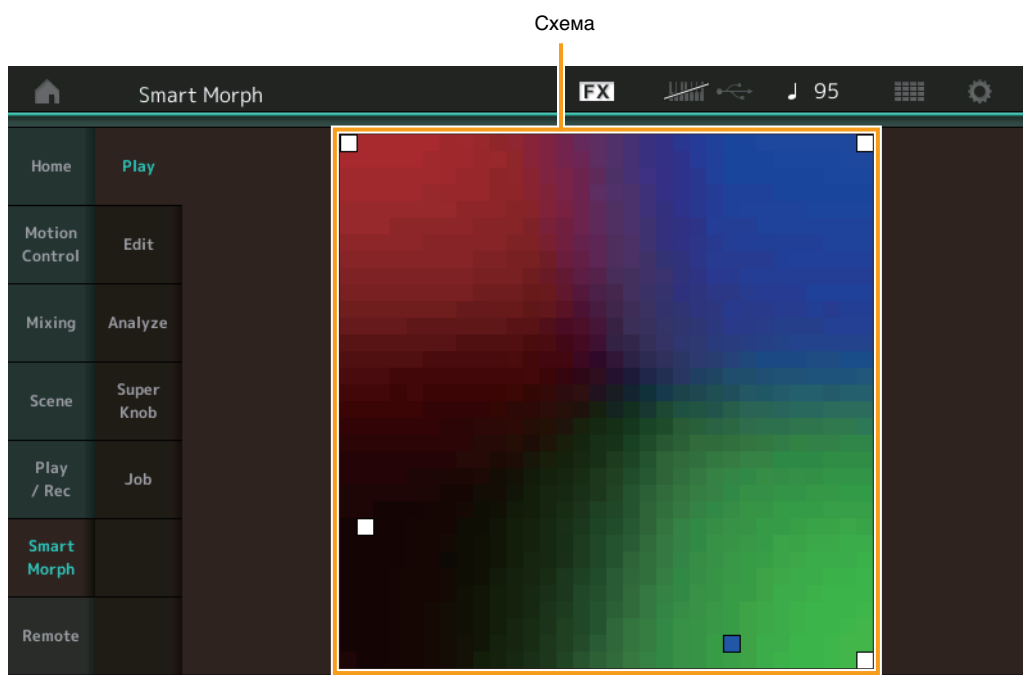 Схема
Smart Morph
FX
95
Home
Play
Motion
Control
Edit
Mixing
Analyze
Scene
Super
Knob
Play
/ Rec
Job
Smart
Morph
Remote